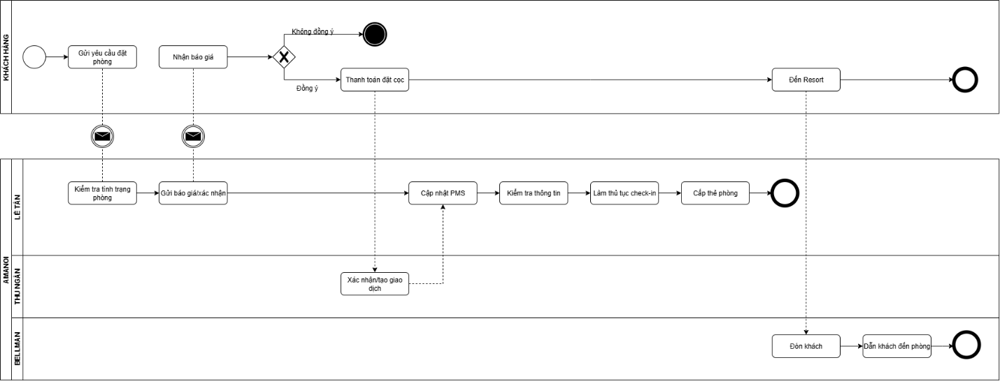 KHÁCH HÀNG
Gửi yêu cầu đặt
phòng
Nhận báo giá
Không đồng ý
Đồng ý
Thanh toán đặt cọc
Đến Resort
AMANOI
LỄ TÂN
Kiểm tra tình trạng
phòng
Gửi báo giá/xác nhận
Cập nhật PMS
Kiểm tra thông tin
Làm thủ tục check-in
Cấp thẻ phòng
THU NGÂN
Xác nhận/tạo giao
dịch
BELLMAN
Đón khách
Dẫn khách đến phòng